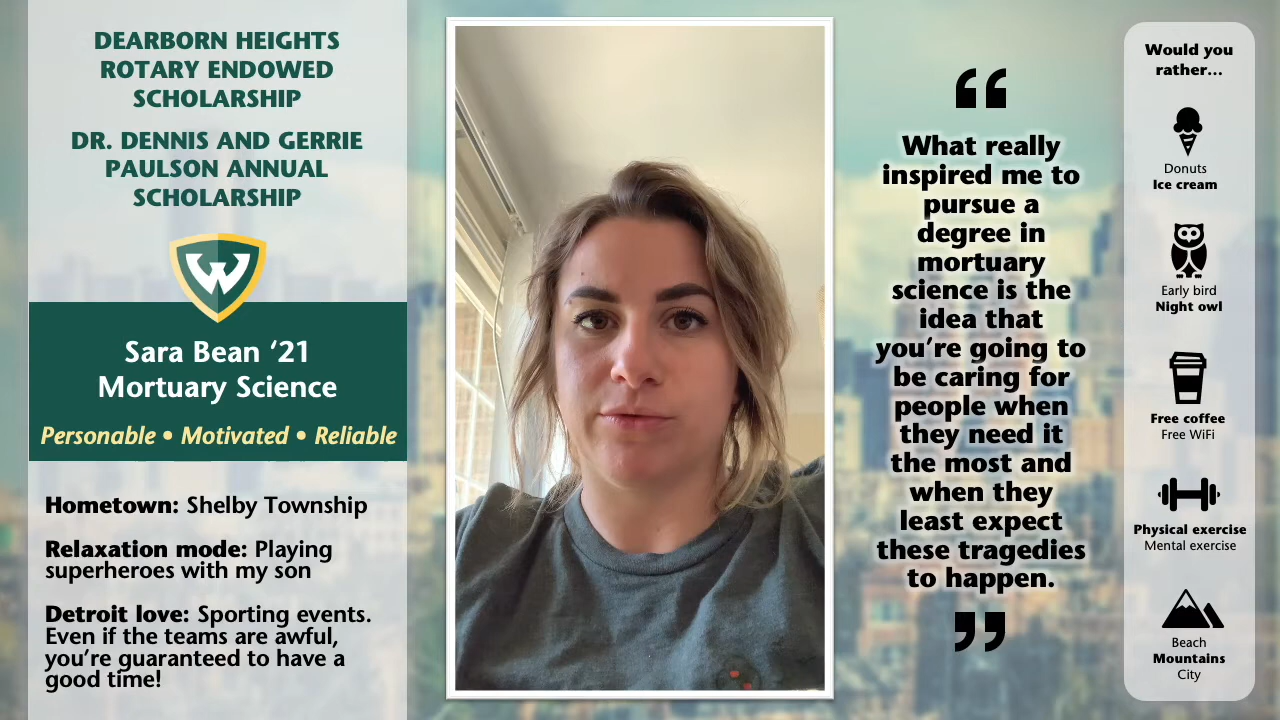 DEARBORN HEIGHTS
ROTARY ENDOWED
SCHOLARSHIP
DR. DENNIS AND GERRIE
PAULSON ANNUAL
SCHOLARSHIP
W
Sara Bean ‘21
Mortuary Science
Personable • Motivated • Reliable
Hometown: Shelby Township
Relaxation mode: Playing
superheroes with my son
Detroit love: Sporting events.
Even if the teams are awful,
you’re guaranteed to have a
good time!
“
What really
inspired me to
pursue a
degree in
mortuary
science is the
idea that
you’re going to
be caring for
people when
they need it
the most and
when they
least expect
these tragedies
to happen.
”
Would you
rather...
Donuts
Ice cream
Early bird
Night owl
Free coffee
Free WiFi
Physical exercise
Mental exercise
Beach
Mountains
City